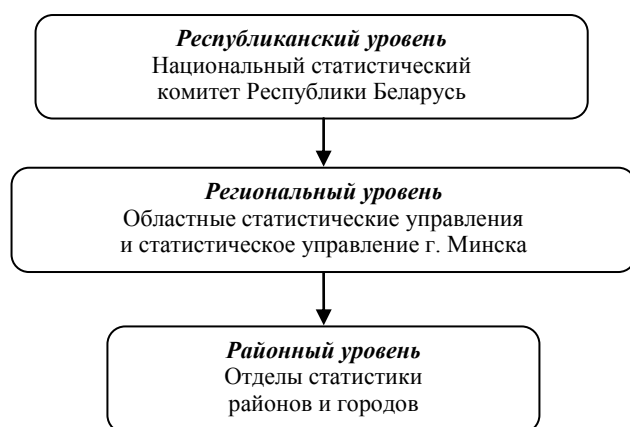 Республиканский уровень
Национальный статистический
комитет Республики Беларусь
Региональный уровень
Областные статистические управления
и статистическое управление г. Минска
Районный уровень
Отделы статистики
районов и городов